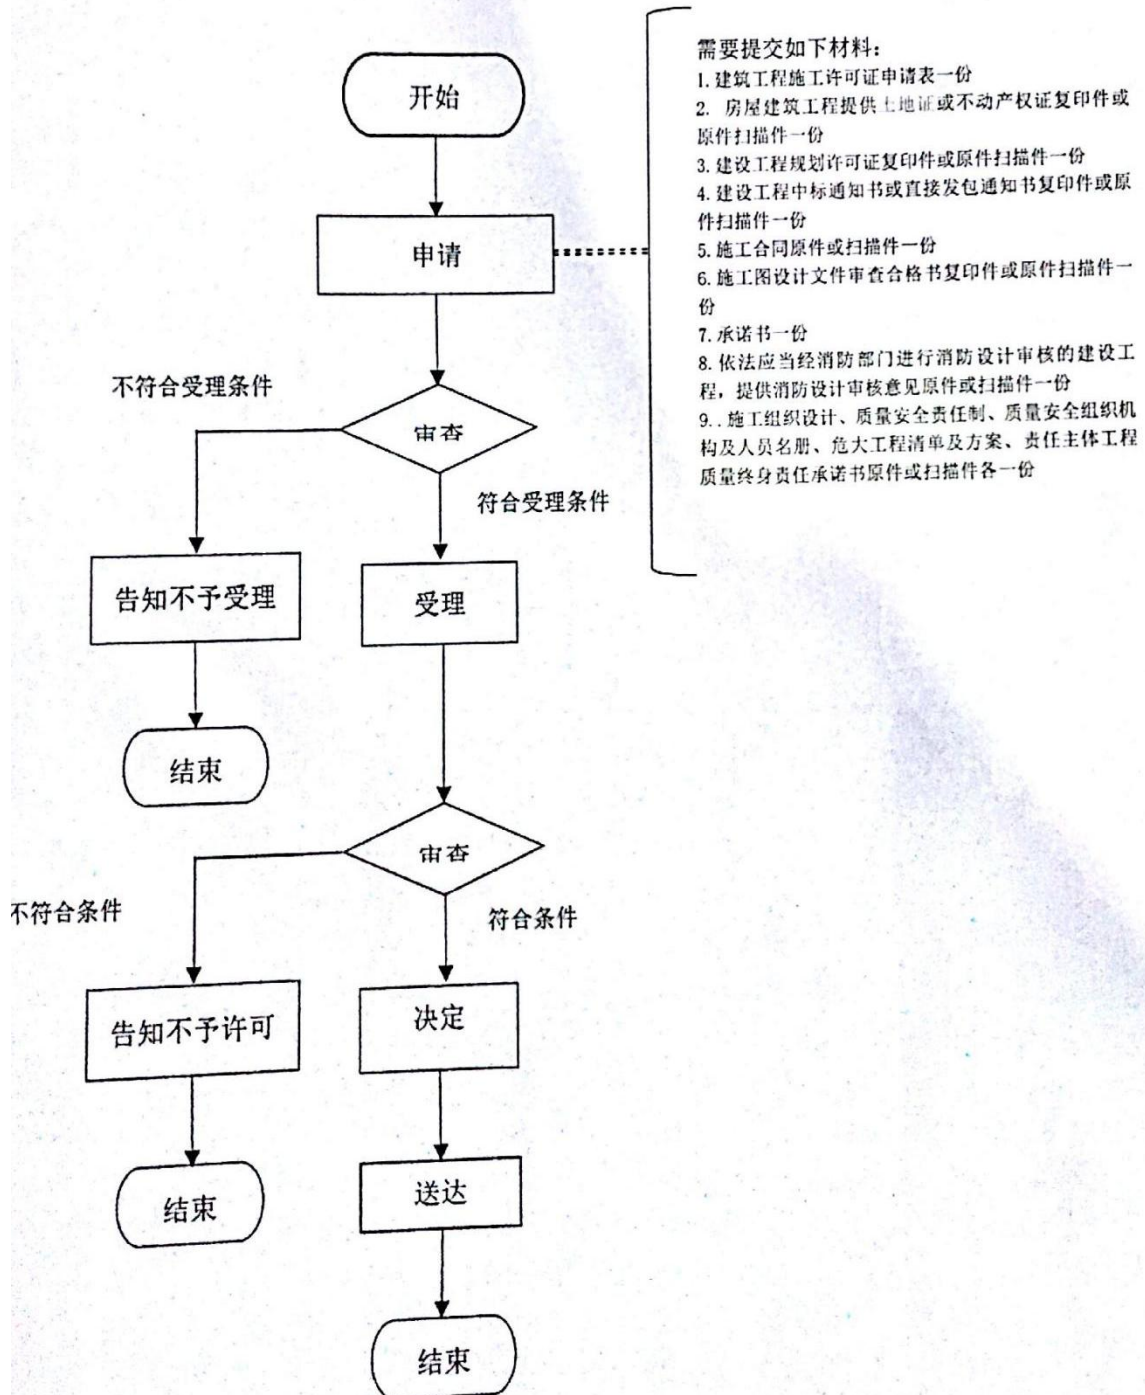 开始
需要提交如下材料：
1.建筑工程施工许可证申请表一份
2. 房屋建筑工程提供土地证或不动产权证复印件或
原件扫描件一份
3.建设工程规划许可证复印件或原件扫描件一份
4.建设工程中标通知书或直接发包通知书复印件或原
件扫描件一份
5.施工合同原件或扫描件一份
6.施工图设计文件审查合格书复印件或原件扫描件一
份
7.承诺书一份
8.依法应当经消防部门进行消防设计审核的建设工
程，提供消防设计审核意见原件或扫描件一份
9..施工组织设计、质量安全责任制、质量安全组织机
构及人员名册、危大工程清单及方案、责任主体工程
质量终身责任承诺书原件或扫描件各一份
申请
不符合受理条件
审查
符合受理条件
告知不予受理
受理
结束
审查
不符合条件
符合条件
告知不予许可
决定
结束
送达
结束